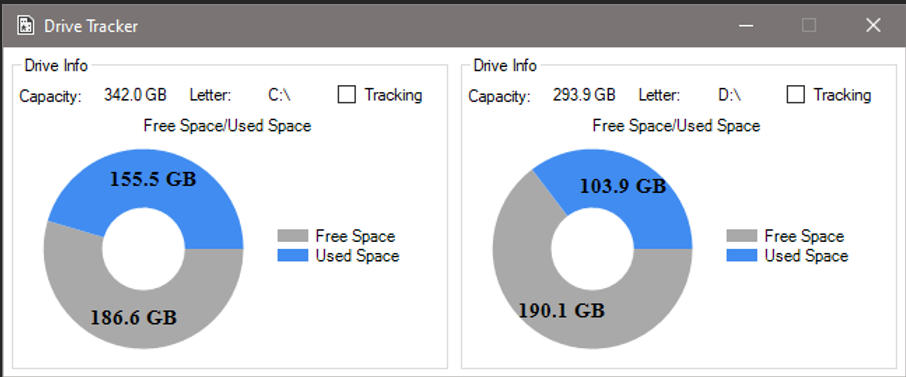 Drive Tracker
Drive Info
Capacity: 342.0 GB Letter: C:\ Tracking
Free Space/Used Space
155.5 GB
186.6 GB
Free Space
Used Space
Drive Info
Capacity: 293.9 GB Letter: D:\ Tracking
Free Space/Used Space
103.9 GB
190.1 GB
Free Space
Used Space